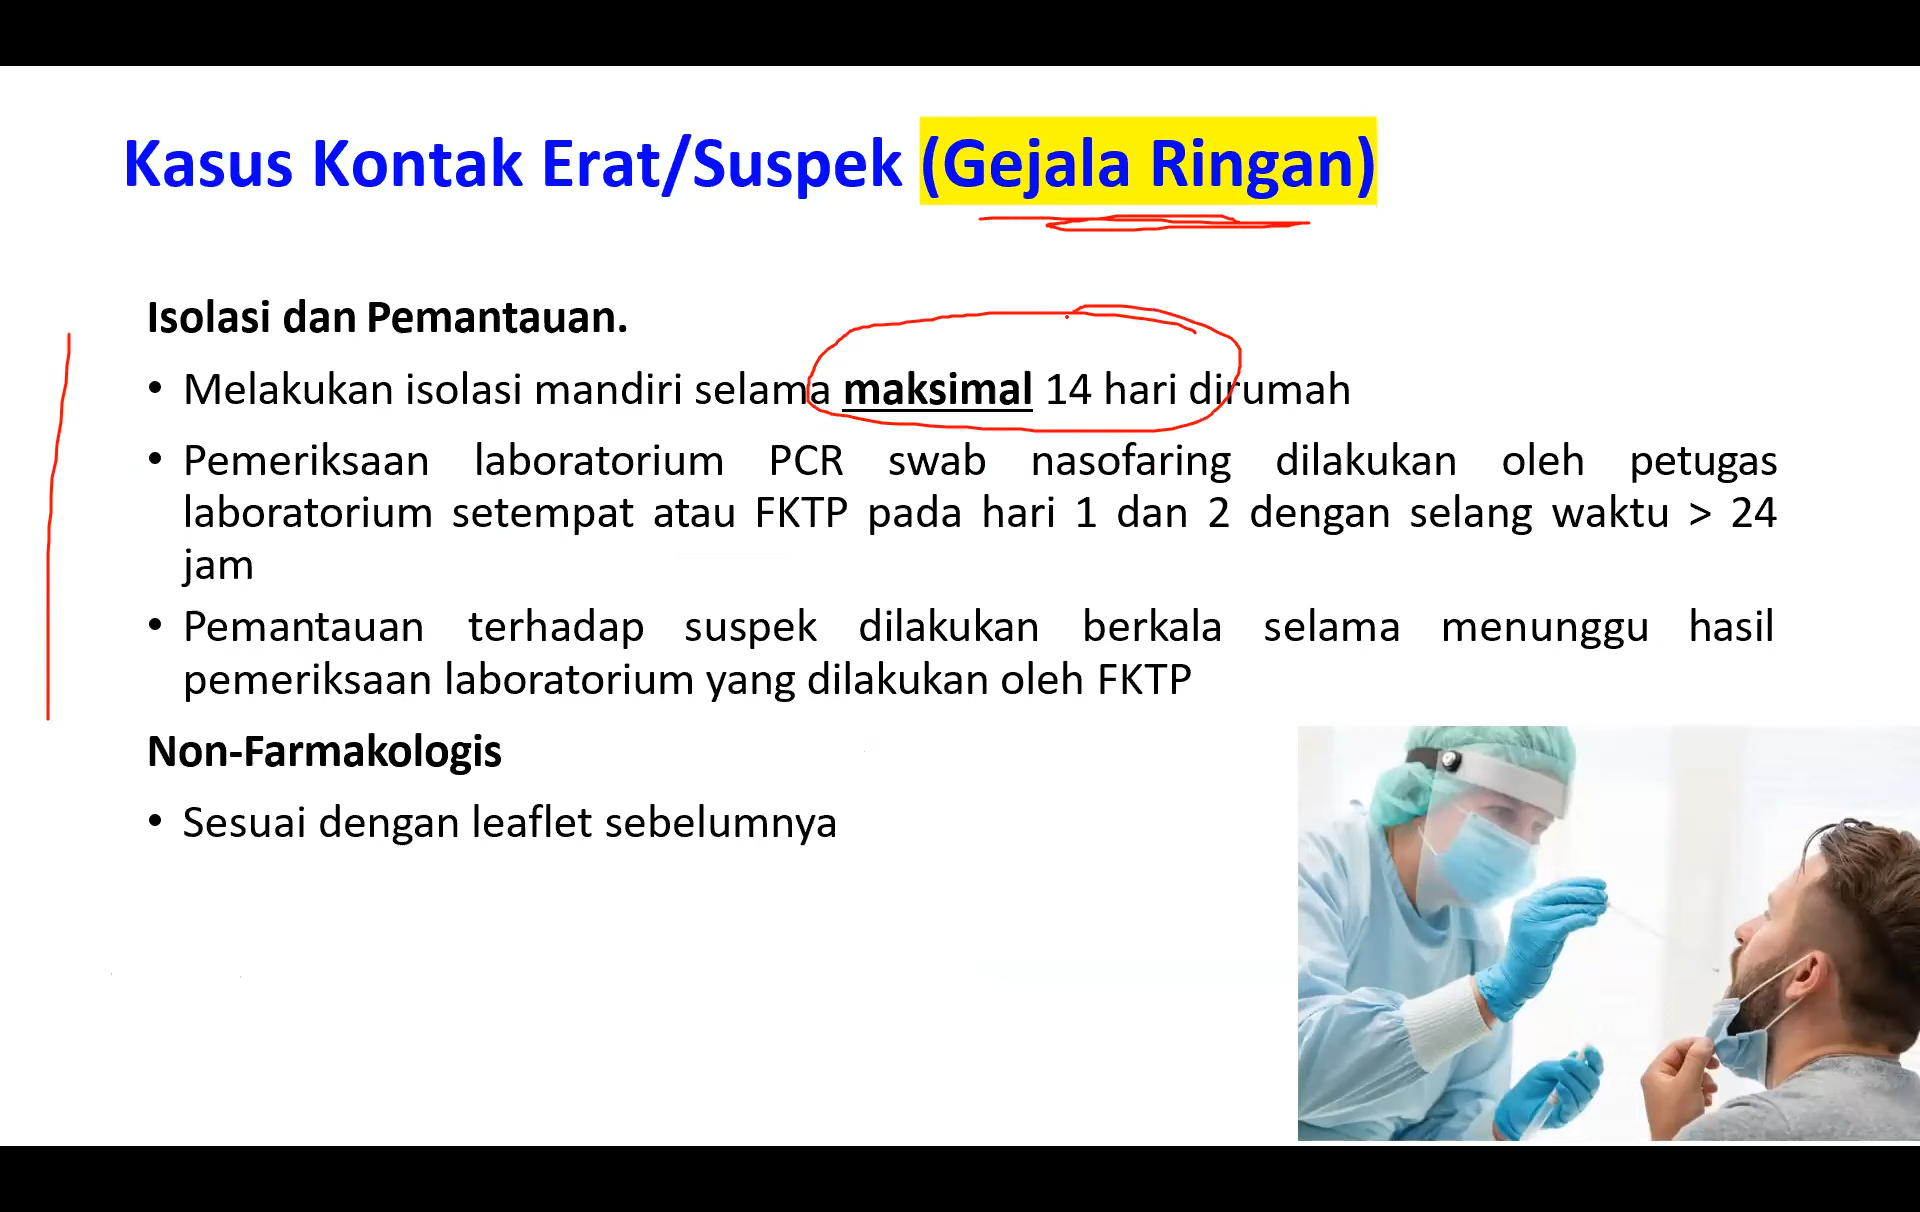 Kasus Kontak Erat/Suspek (Gejala Ringan)
Isolasi dan Pemantauan.
• Melakukan isolasi mandiri selama maksimal 14 hari dirumah
• Pemeriksaan laboratorium PCR swab nasofaring dilakukan oleh petugas
laboratorium setempat atau FKTP pada hari 1 dan 2 dengan selang waktu > 24
jam
• Pemantauan terhadap suspek dilakukan berkala selama menunggu hasil
pemeriksaan laboratorium yang dilakukan oleh FKTP
Non-Farmakologis
• Sesuai dengan leaflet sebelumnya